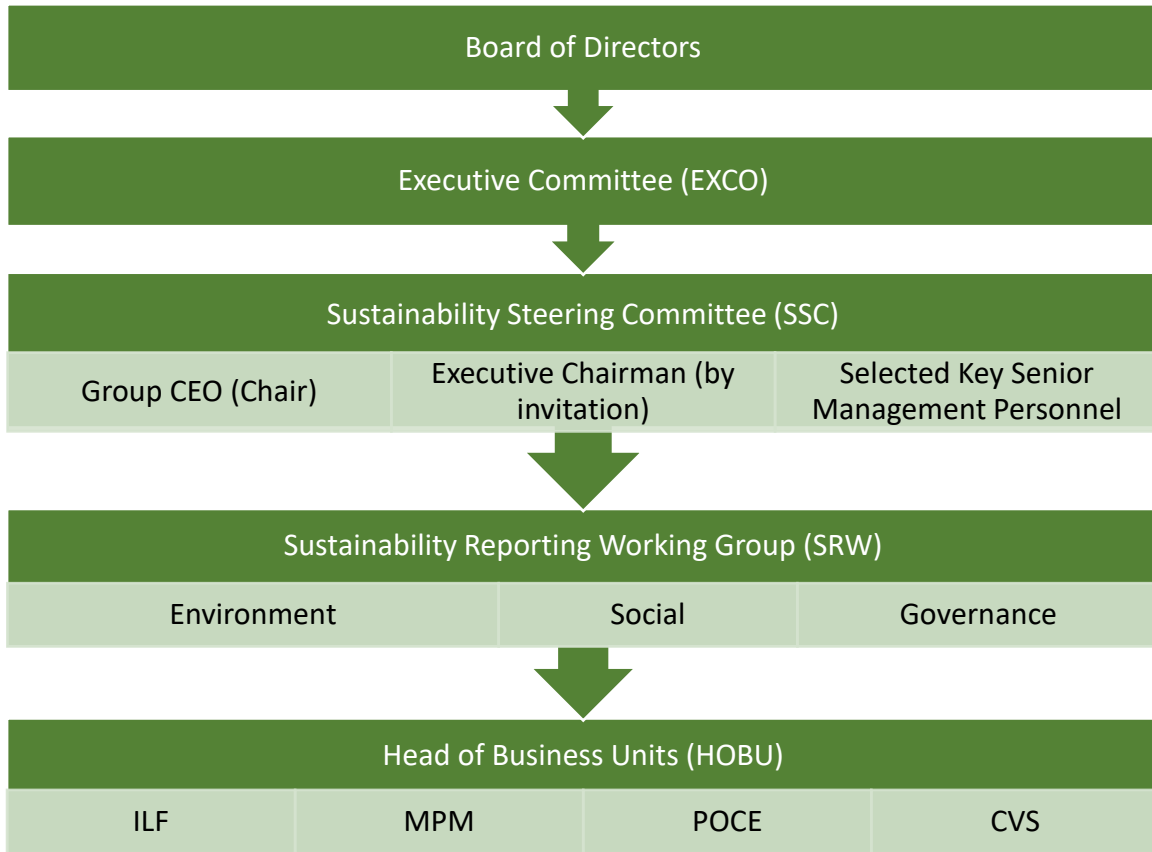 Board of Directors
Executive Committee (EXCO)
Sustainability Steering Committee (SSC)
Group CEO (Chair)
Executive Chairman (by
invitation)
Selected Key Senior
Management Personnel
Sustainability Reporting Working Group (SRW)
Environment
Social
Governance
Head of Business Units (HOBU)
ILF
MPM
POCE
CVS